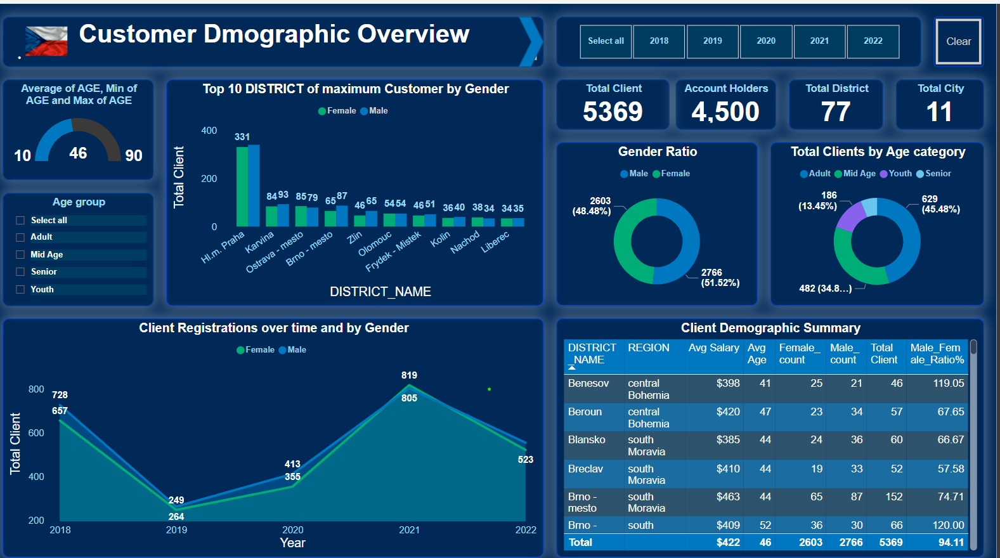 Customer Dmographic Overview
Select all
2018
2019
2020
2021
2022
Clear
Average of AGE, Min of
AGE and Max of AGE
10
46
90
Age group
Select all
Adult
Mid Age
Senior
Youth
Top 10 DISTRICT of maximum Customer by Gender
Female Male
Total Client
400
200
0
331
84 93
85 79
65 87
46 65
54 54
46 51
36 40
38 34
34 35
Hl.m. Praha
Karvina
Ostrava - mesto
Brno - mesto
Zlin
Olomouc
Frydek - Mistek
Kolin
Nachod
Liberec
DISTRICT_NAME
Total Client
5369
Account Holders
4,500
Total District
77
Total City
11
Gender Ratio
Male Female
2603
(48.48%)
2766
(51.52%)
Total Clients by Age category
Adult Mid Age Youth Senior
186
(13.45%)
629
(45.48%)
482 (34.8...)
Client Registrations over time and by Gender
Female Male
Total Client
800
600
400
200
728
657
249
264
413
355
819
805
523
2018
2019
2020
2021
2022
Year
Client Demographic Summary
DISTRICT REGION Avg Salary Avg Female_ Male_ Total Male_Fem
_NAME Age count count Client ale_Ratio%
Benesov central $398 41 25 21 46 119.05
Bohemia
Beroun central $420 47 23 34 57 67.65
Bohemia
Blansko south $385 44 24 36 60 66.67
Moravia
Breclav south $410 44 19 33 52 57.58
Moravia
Brno - south $463 44 65 87 152 74.71
mesto Moravia
Brno - south $409 52 36 30 66 120.00
Total $422 46 2603 2766 5369 94.11